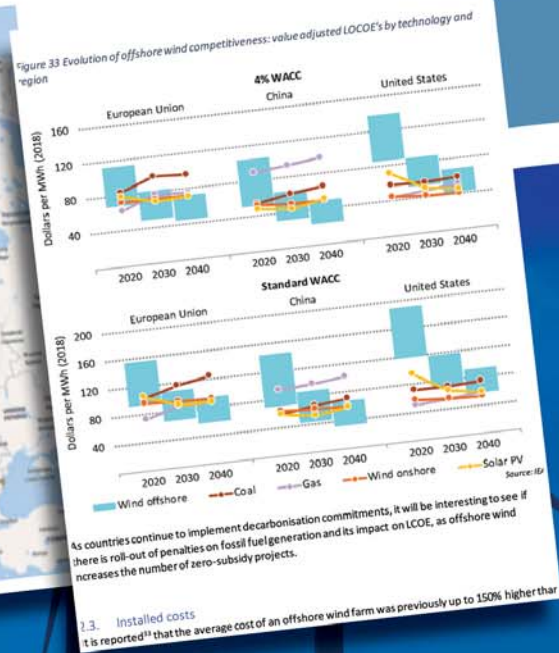 Figure 33 Evolution of offshore wind competitiveness: value adjusted LOCOE's by technology and
region
4% WACC
European Union
China
United States
Dollars per MWh (2018)
160
120
80
40
2020 2030 2040
2020 2030 2040
2020 2030 2040
Standard WACC
European Union
China
United States
Dollars per MWh (2018)
200
160
120
80
40
2020 2030 2040
2020 2030 2040
2020 2030 2040
Wind offshore
Coal
Gas
Wind onshore
Solar PV
Source:
As countries continue to implement decarbonisation commitments, it will be interesting to see if
there is roll-out of penalties on fossil fuel generation and its impact on LCOE, as offshore wind
increases the number of zero-subsidy projects.
2.3. Installed costs
It is reported³³ that the average cost of an offshore wind farm was previously up to 150% higher than